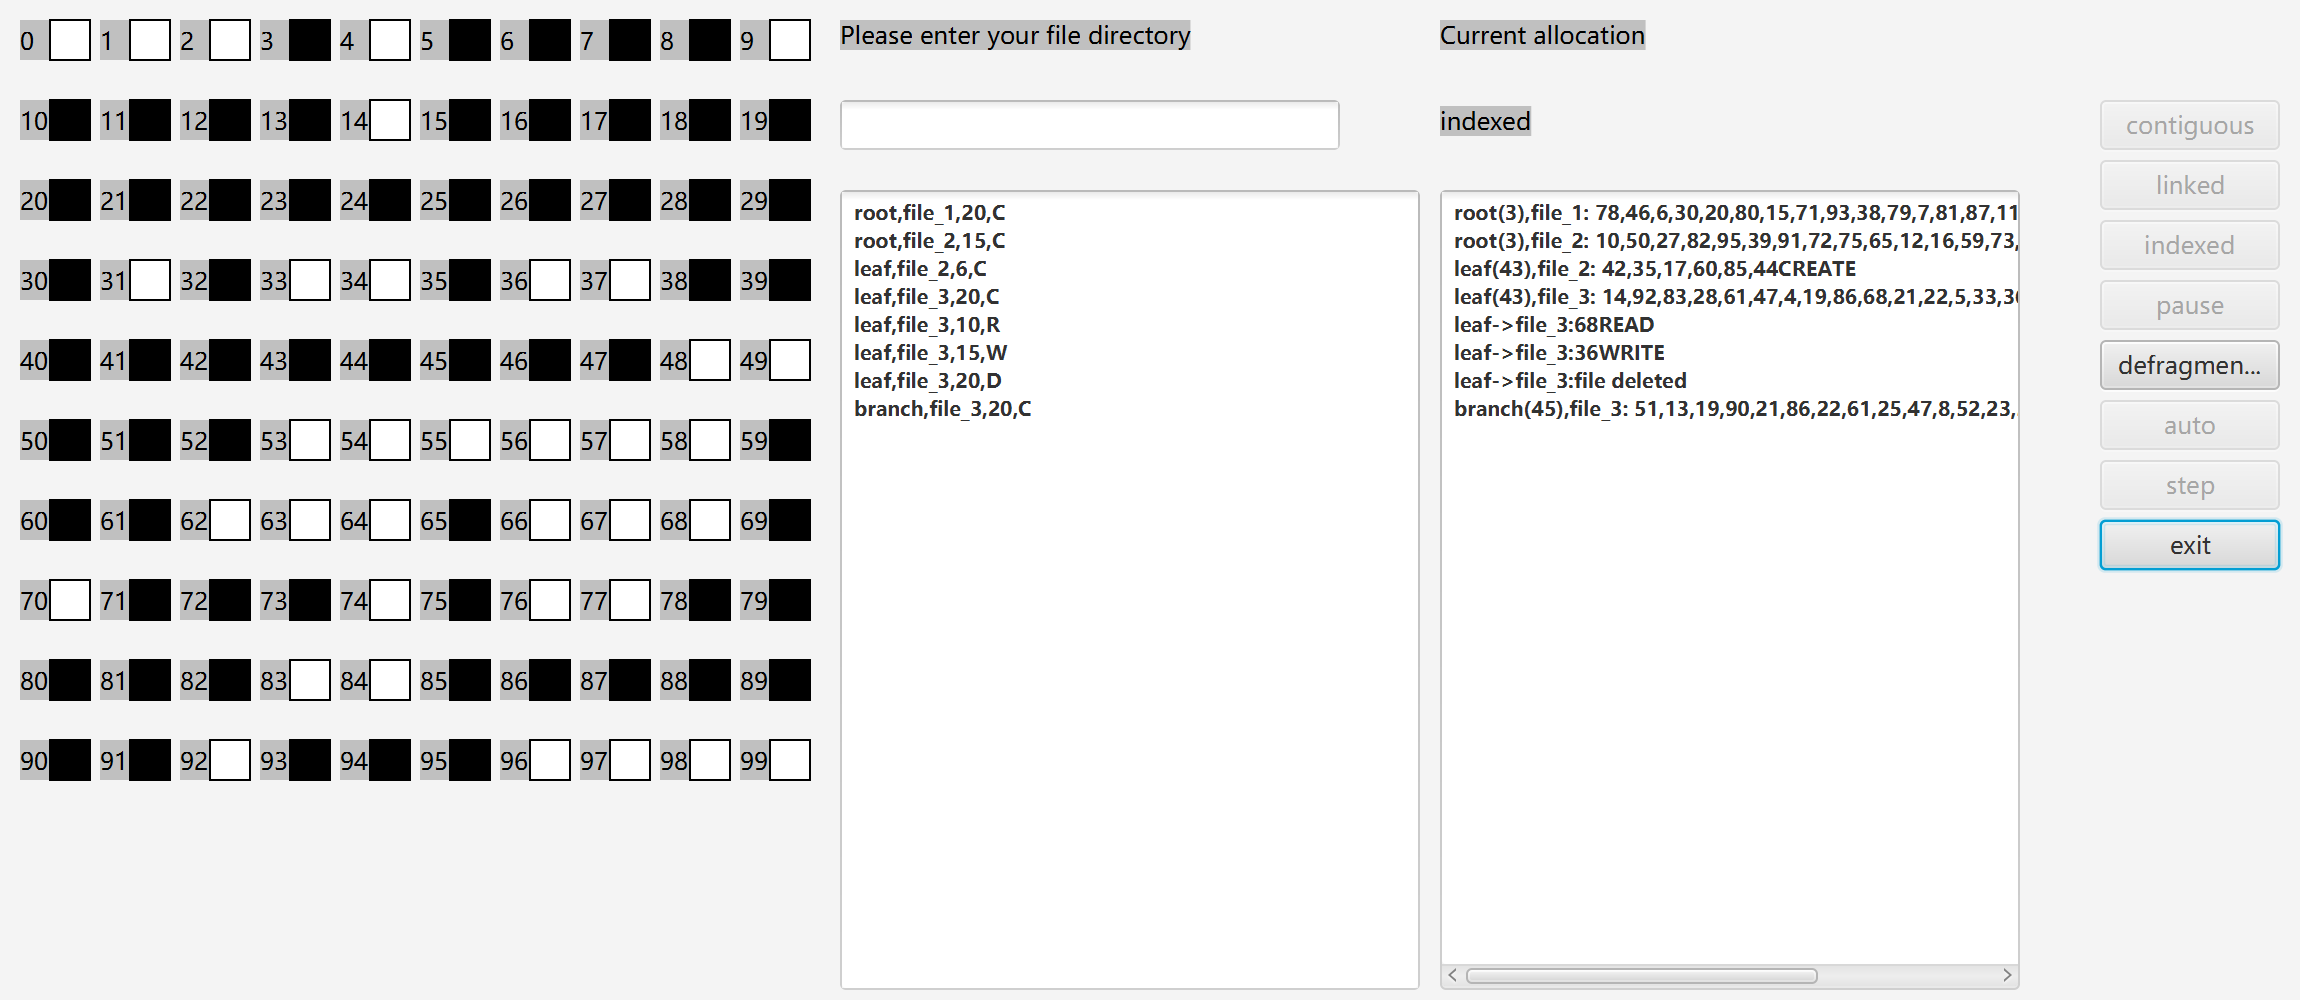 0 1 2 3 4 5 6 7 8 9
10 11 12 13 14 15 16 17 18 19
20 21 22 23 24 25 26 27 28 29
30 31 32 33 34 35 36 37 38 39
40 41 42 43 44 45 46 47 48 49
50 51 52 53 54 55 56 57 58 59
60 61 62 63 64 65 66 67 68 69
70 71 72 73 74 75 76 77 78 79
80 81 82 83 84 85 86 87 88 89
90 91 92 93 94 95 96 97 98 99
Please enter your file directory
root,file_1,20,C
root,file_2,15,C
leaf,file_2,6,C
leaf,file_3,20,C
leaf,file_3,10,R
leaf,file_3,15,W
leaf,file_3,20,D
branch,file_3,20,C
Current allocation
indexed
root(3),file_1: 78,46,6,30,20,80,15,71,93,38,79,7,81,87,11
root(3),file_2: 10,50,27,82,95,39,91,72,75,65,12,16,59,73,
leaf(43),file_2: 42,35,17,60,85,44CREATE
leaf(43),file_3: 14,92,83,28,61,47,4,19,86,68,21,22,5,33,36
leaf->file_3:68READ
leaf->file_3:36WRITE
leaf->file_3:file deleted
branch(45),file_3: 51,13,19,90,21,86,22,61,25,47,8,52,23,
contiguous
linked
indexed
pause
defragmen...
auto
step
exit